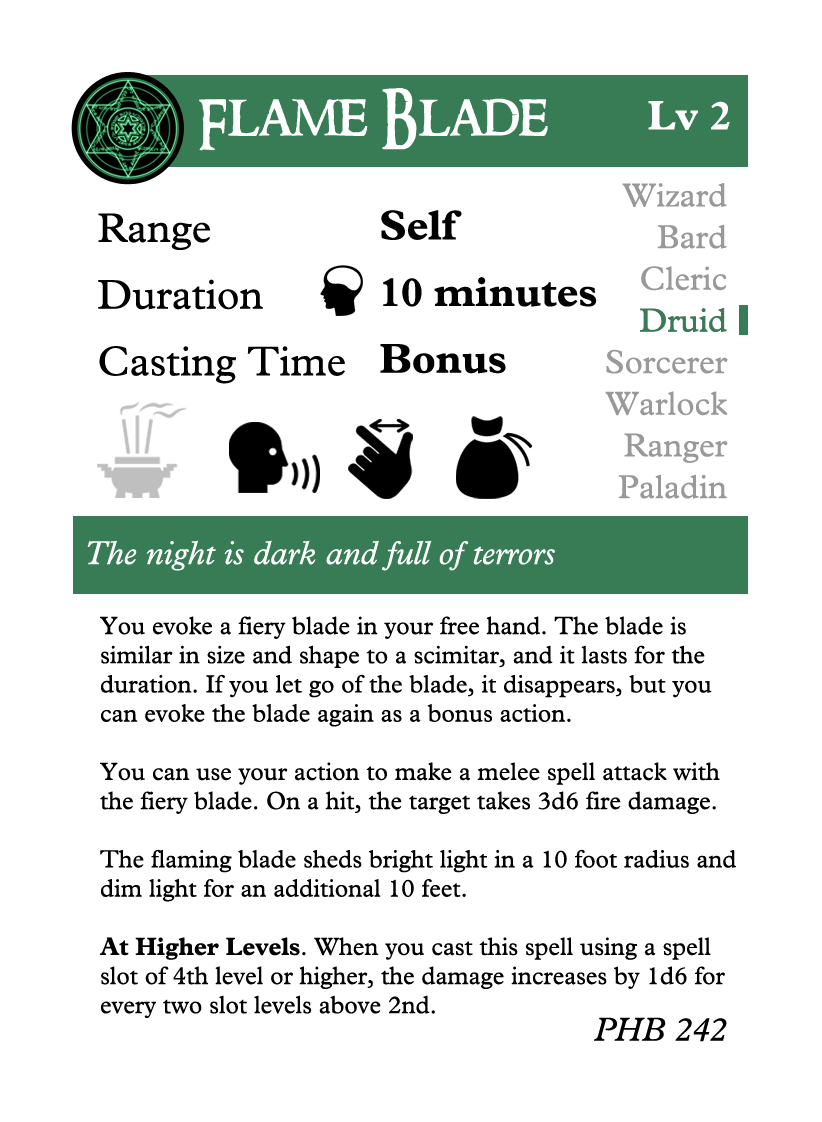 Flame Blade Lv 2
Range Self
Duration 10 minutes
Casting Time Bonus
Wizard
Bard
Cleric
Druid
Sorcerer
Warlock
Ranger
Paladin
The night is dark and full of terrors
You evoke a fiery blade in your free hand. The blade is
similar in size and shape to a scimitar, and it lasts for the
duration. If you let go of the blade, it disappears, but you
can evoke the blade again as a bonus action.
You can use your action to make a melee spell attack with
the fiery blade. On a hit, the target takes 3d6 fire damage.
The flaming blade sheds bright light in a 10 foot radius and
dim light for an additional 10 feet.
At Higher Levels. When you cast this spell using a spell
slot of 4th level or higher, the damage increases by 1d6 for
every two slot levels above 2nd.
PHB 242